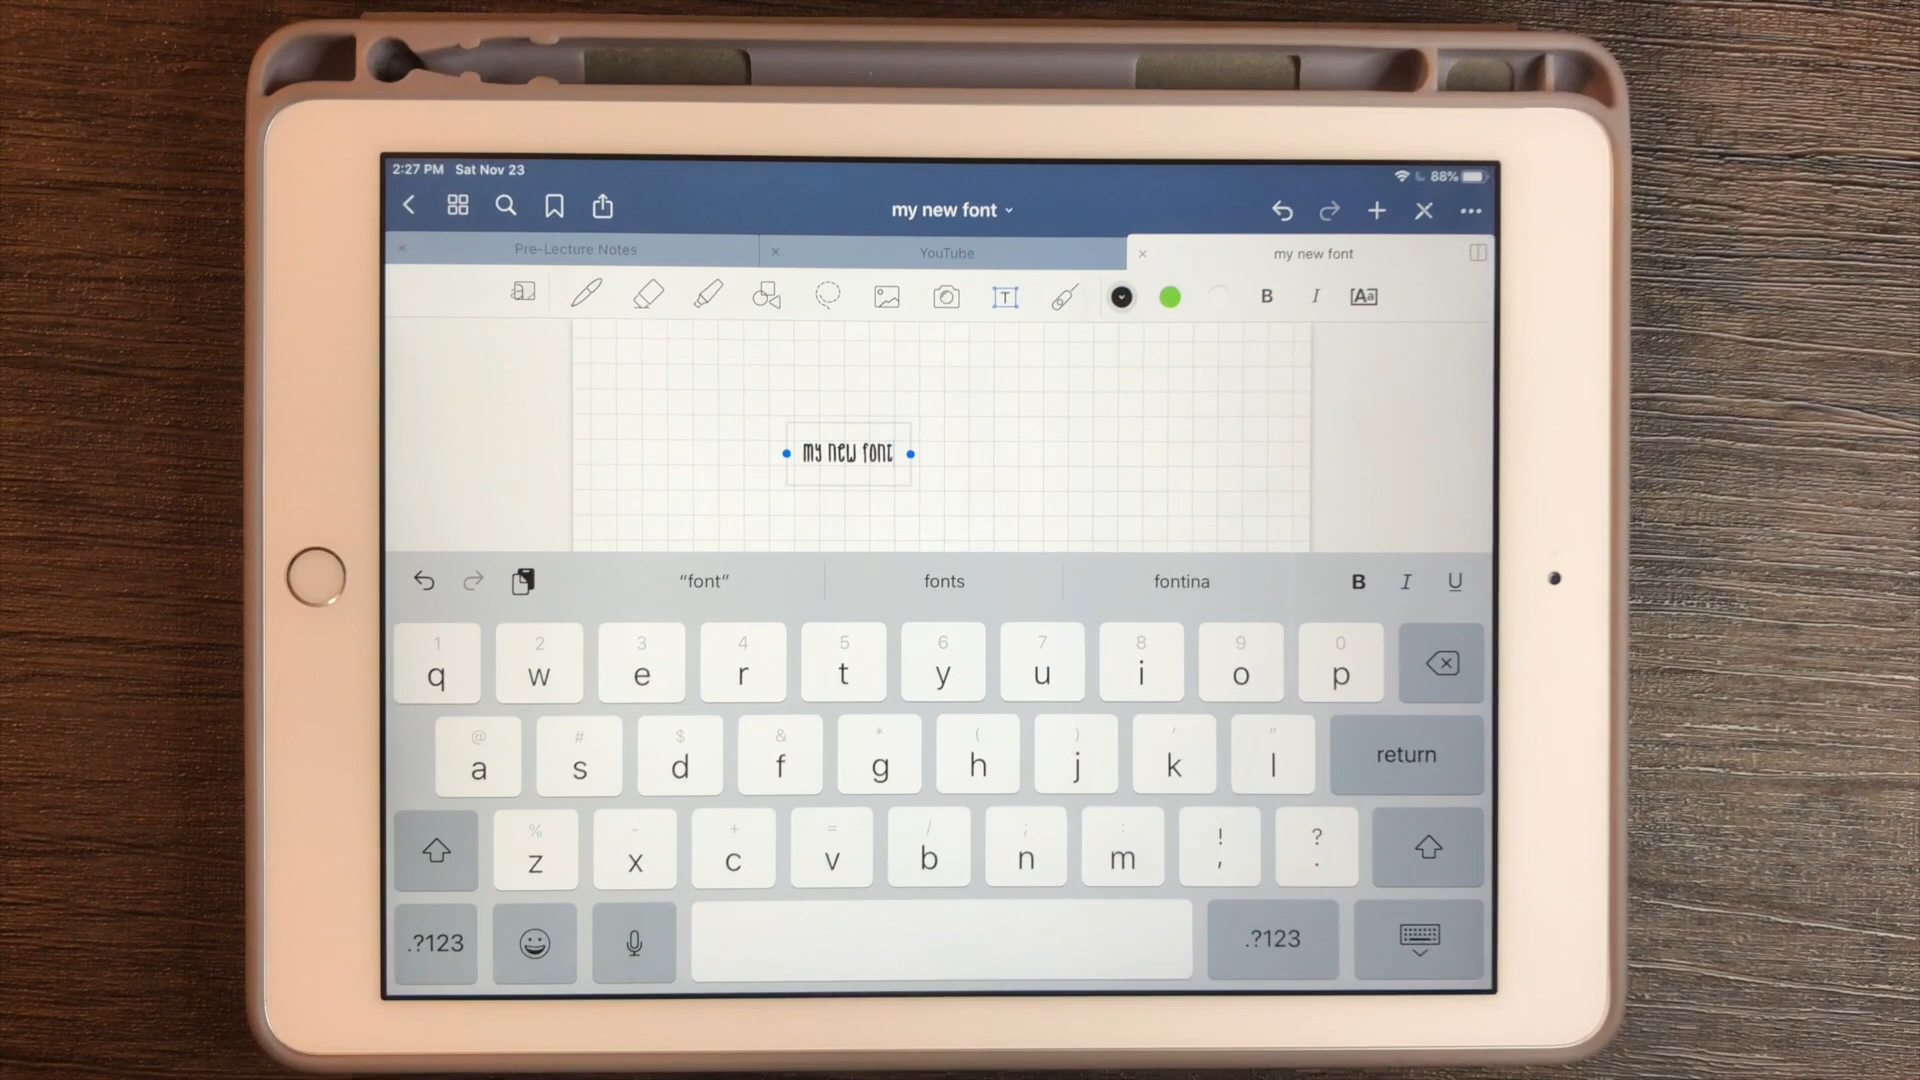 2:27 PM Sat Nov 23
88%
my new font
Pre-Lecture Notes
YouTube
my new font
T
B I Aa
my new font
“font” fonts fontina
B I U
1 2 3 4 5 6 7 8 9 0
q w e r t y u i o p
@ # $ & * ( ) ' "
a s d f g h j k l return
% - + = / ; : ! ?
z x c v b n m , .
.?123 .?123